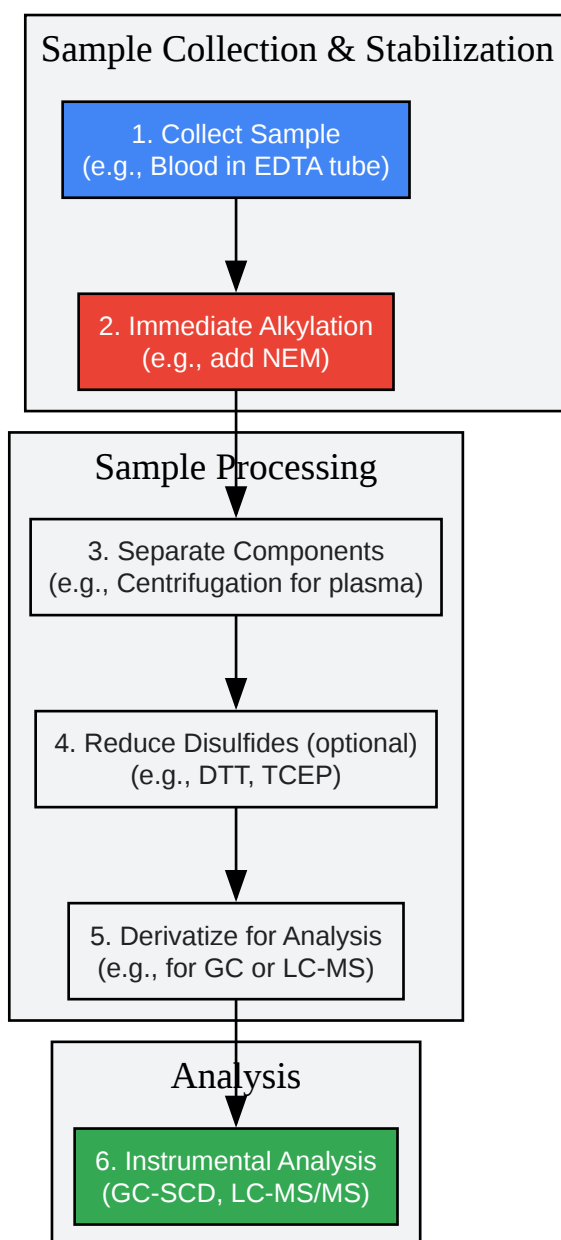 Sample Collection & Stabilization
1. Collect Sample
(e.g., Blood in EDTA tube)
2. Immediate Alkylation
(e.g., add NEM)
Sample Processing
3. Separate Components
(e.g., Centrifugation for plasma)
4. Reduce Disulfides (optional)
(e.g., DTT, TCEP)
5. Derivatize for Analysis
(e.g., for GC or LC-MS)
Analysis
6. Instrumental Analysis
(GC-SCD, LC-MS/MS)